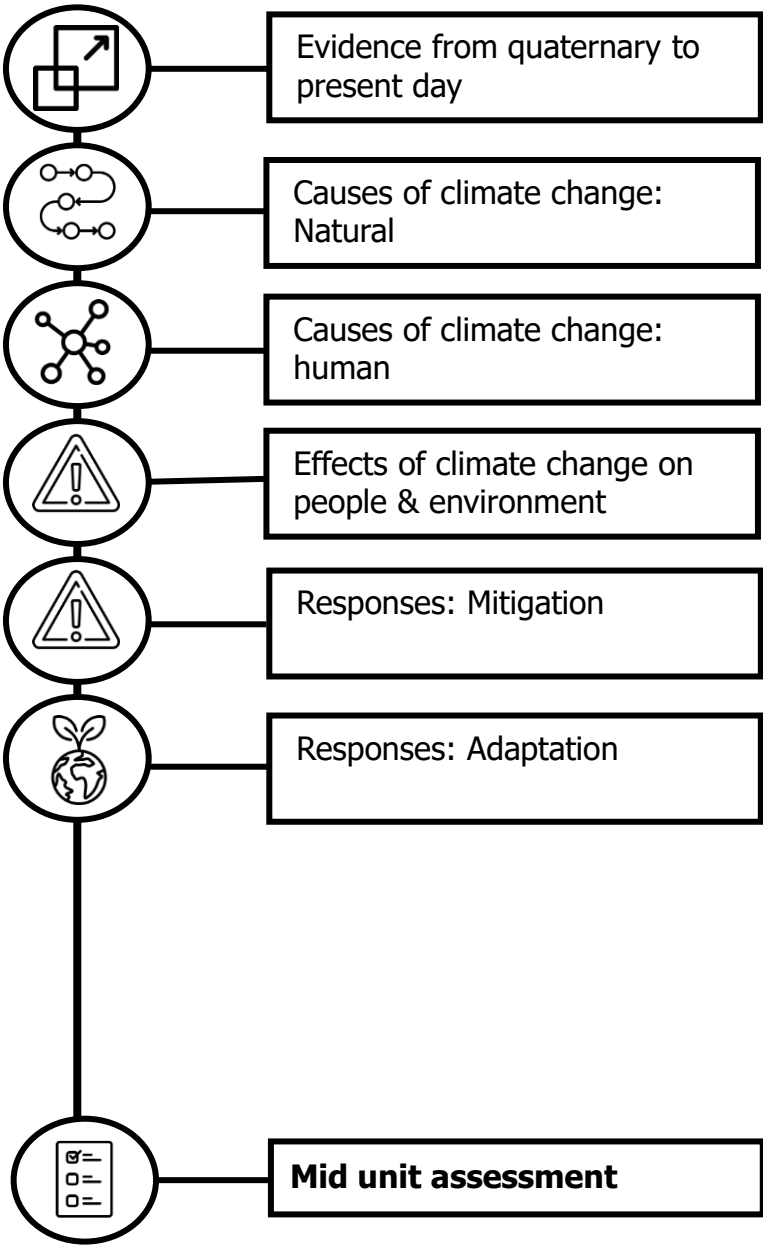 Evidence from quaternary to
present day
Causes of climate change:
Natural
Causes of climate change:
human
Effects of climate change on
people & environment
Responses: Mitigation
Responses: Adaptation
Mid unit assessment